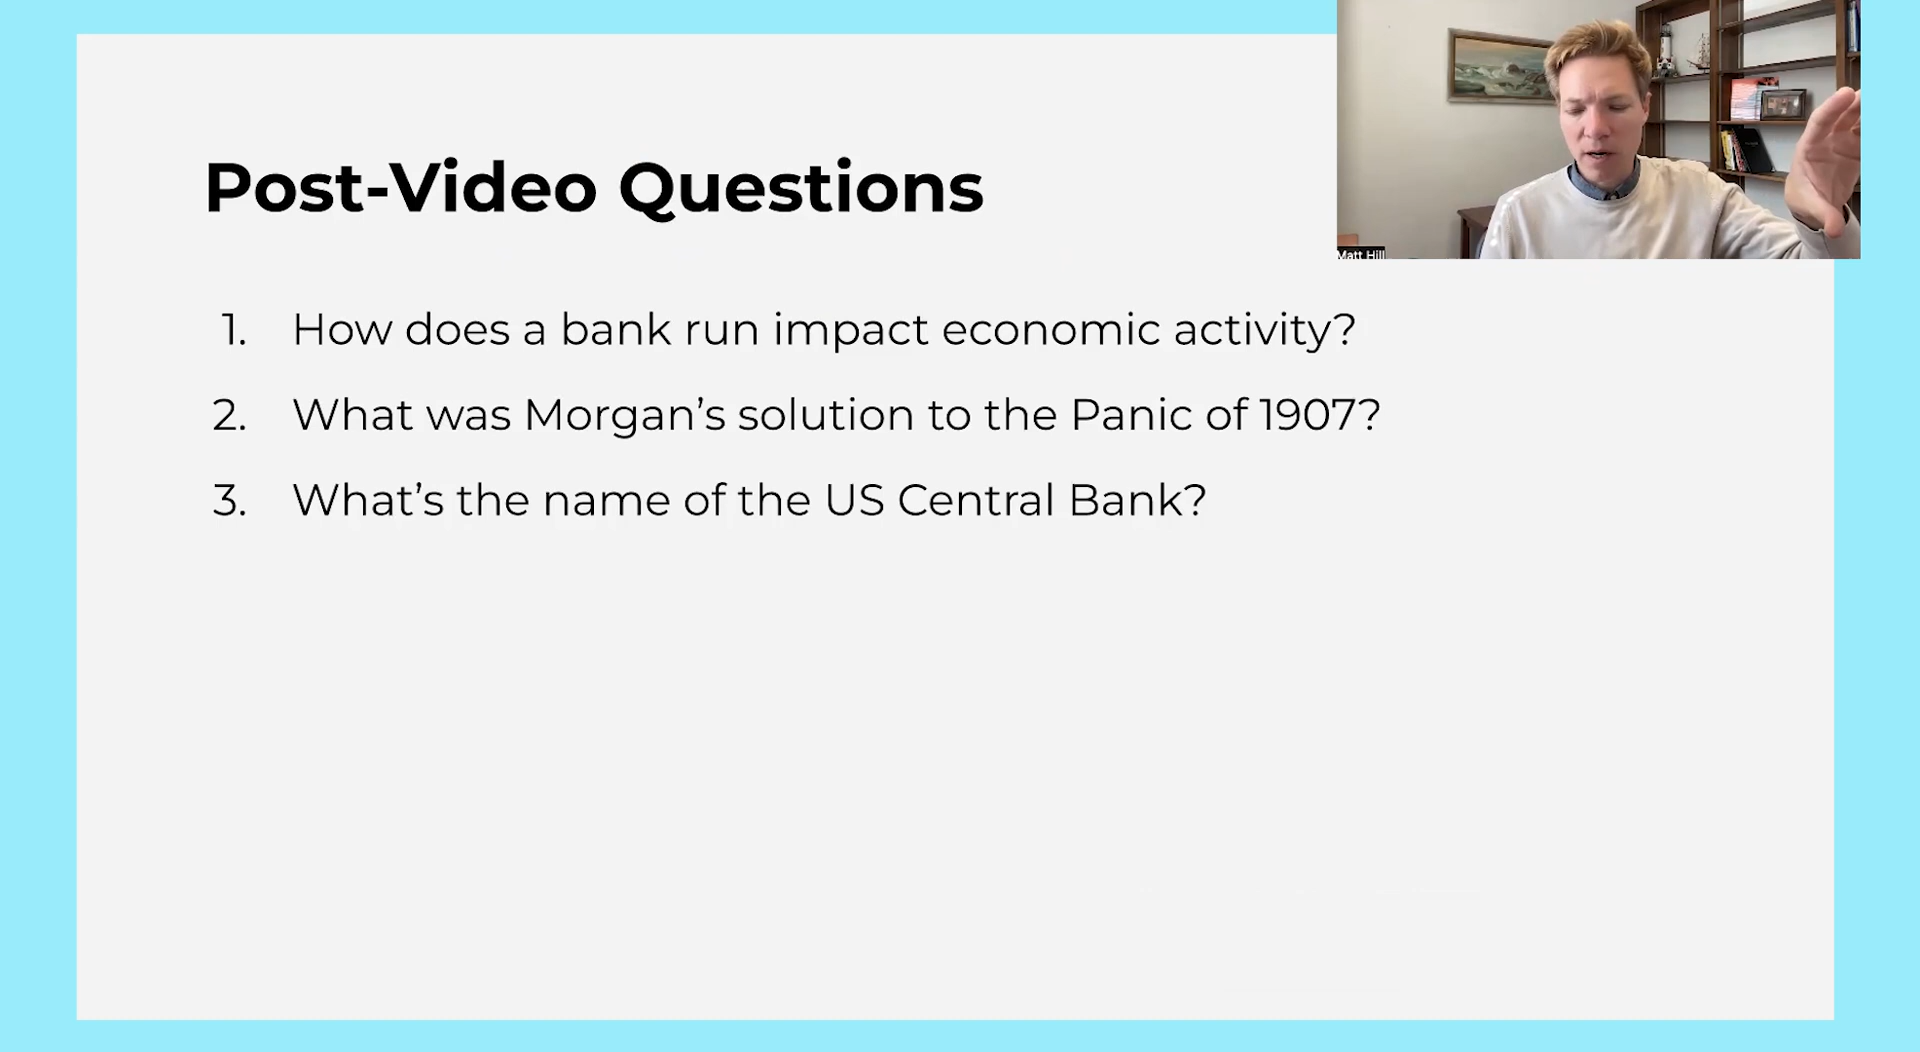 Post-Video Questions
1. How does a bank run impact economic activity?
2. What was Morgan’s solution to the Panic of 1907?
3. What’s the name of the US Central Bank?
Matt Hill